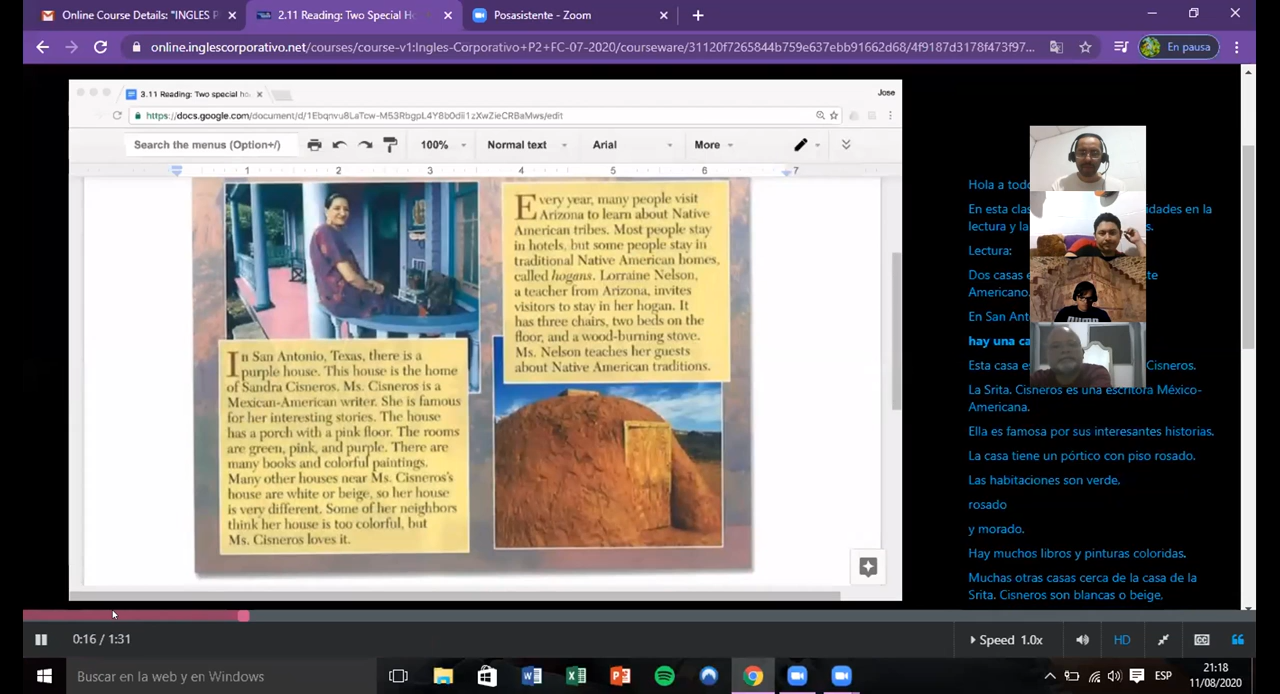 Online Course Details: "INGLES P
2.11 Reading: Two Special Ho
Posasistente - Zoom
online.inglescorporativo.net/courses/course-v1:Ingles-Corporativo+P2+FC-07-2020/courseware/31120f7265844b759e637ebb91662d68/4f9187d3178f473f97...
En pausa
3.11 Reading: Two special ho
Jose
https://docs.google.com/document/d/1Ebqnvu8LaTcw-M53RbgpL4Y8b0dii1zXwZieCRBaMws/edit
Search the menus (Option+/)
100%
Normal text
Arial
More
1 2 3 4 5 6 7
In San Antonio, Texas, there is a
purple house. This house is the home
of Sandra Cisneros. Ms. Cisneros is a
Mexican-American writer. She is famous
for her interesting stories. The house
has a porch with a pink floor. The rooms
are green, pink, and purple. There are
many books and colorful paintings.
Many other houses near Ms. Cisneros's
house are white or beige, so her house
is very different. Some of her neighbors
think her house is too colorful, but
Ms. Cisneros loves it.
Every year, many people visit
Arizona to learn about Native
American tribes. Most people stay
in hotels, but some people stay in
traditional Native American homes,
called hogans. Lorraine Nelson,
a teacher from Arizona, invites
visitors to stay in her hogan. It
has three chairs, two beds on the
floor, and a wood-burning stove.
Ms. Nelson teaches her guests
about Native American traditions.
Hola a
En esta en la
lectura y la
Lectura:
Dos casas
Americano.
En San
hay una
Esta casa Cisneros.
La Srita. Cisneros es una escritora México-
Americana.
Ella es famosa por sus interesantes historias.
La casa tiene un pórtico con piso rosado.
Las habitaciones son verde.
rosado
y morado.
Hay muchos libros y pinturas coloridas.
Muchas otras casas cerca de la casa de la
Srita. Cisneros son blancas o beige,
0:16 / 1:31
Speed 1.0x
HD
Buscar en la web y en Windows
ESP
21:18
11/08/2020